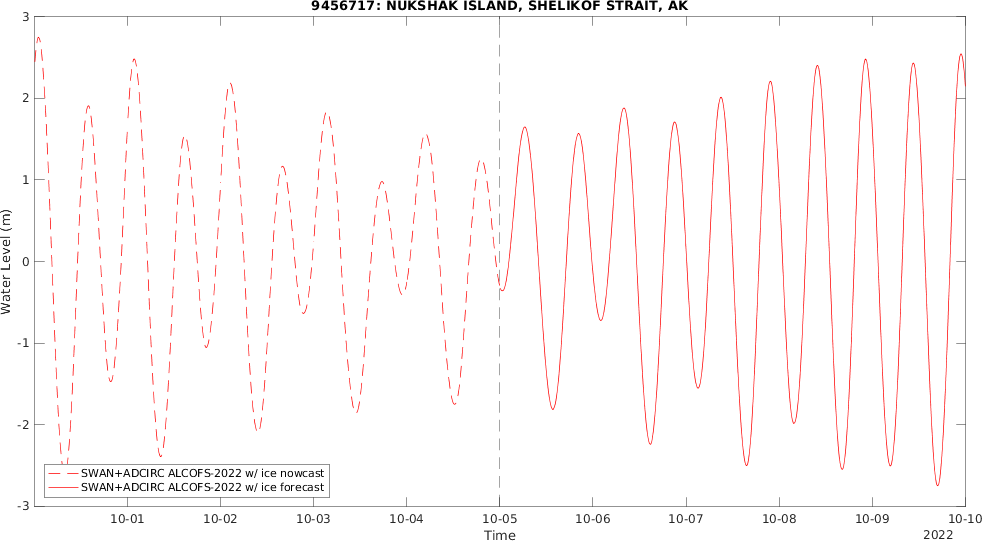 9456717: NUKSHAK ISLAND, SHELIKOF STRAIT, AK
3
2
1
0
-1
-2
-3
Water Level (m)
SWAN+ADCIRC ALCOFS-2022 w/ ice nowcast
SWAN+ADCIRC ALCOFS-2022 w/ ice forecast
10-01 10-02 10-03 10-04 10-05 10-06 10-07 10-08 10-09 10-10
Time
2022